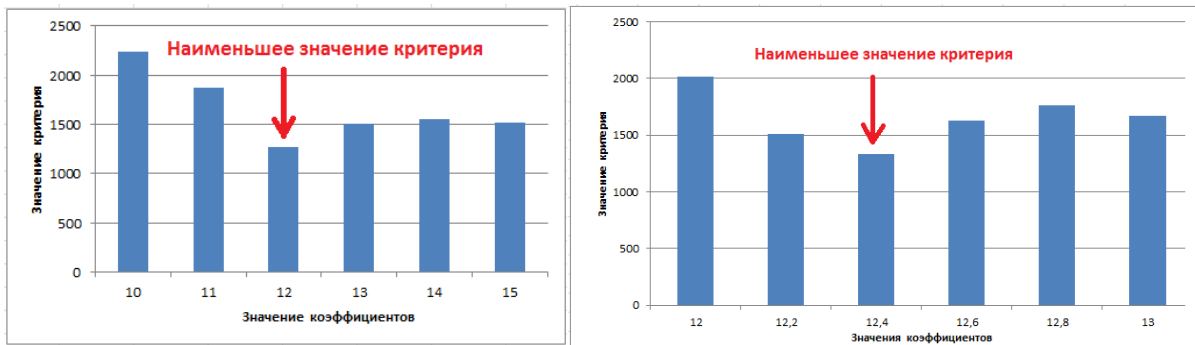 2500
2000
1500
1000
500
0
Значение критерия
Наименьшее значение критерия
10 11 12 13 14 15
Значение коэффициентов
2500
2000
1500
1000
500
0
Значение критерия
Наименьшее значение критерия
12 12,2 12,4 12,6 12,8 13
Значения коэффициентов